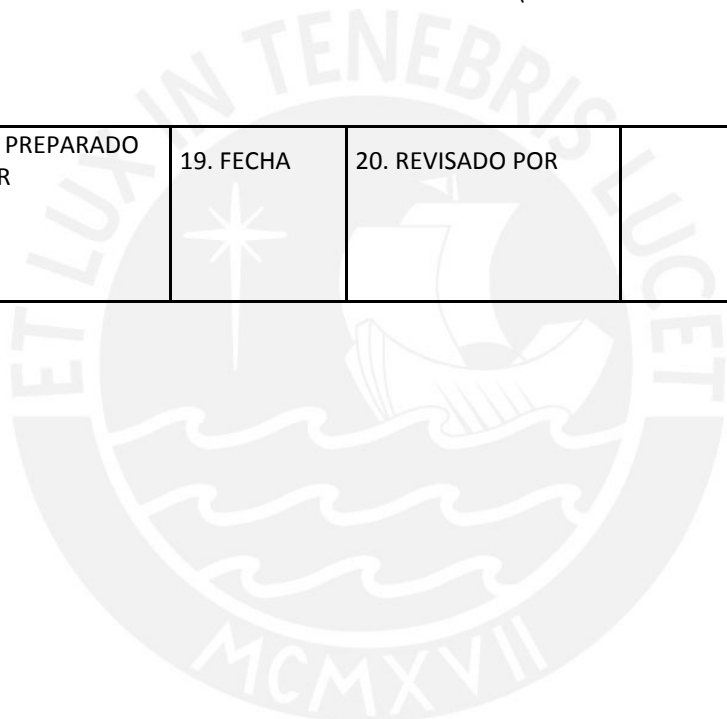 PREPARADO
R
19. FECHA
20. REVISADO POR
ET LUX IN TENEBRIS LUCET
MCMXVII